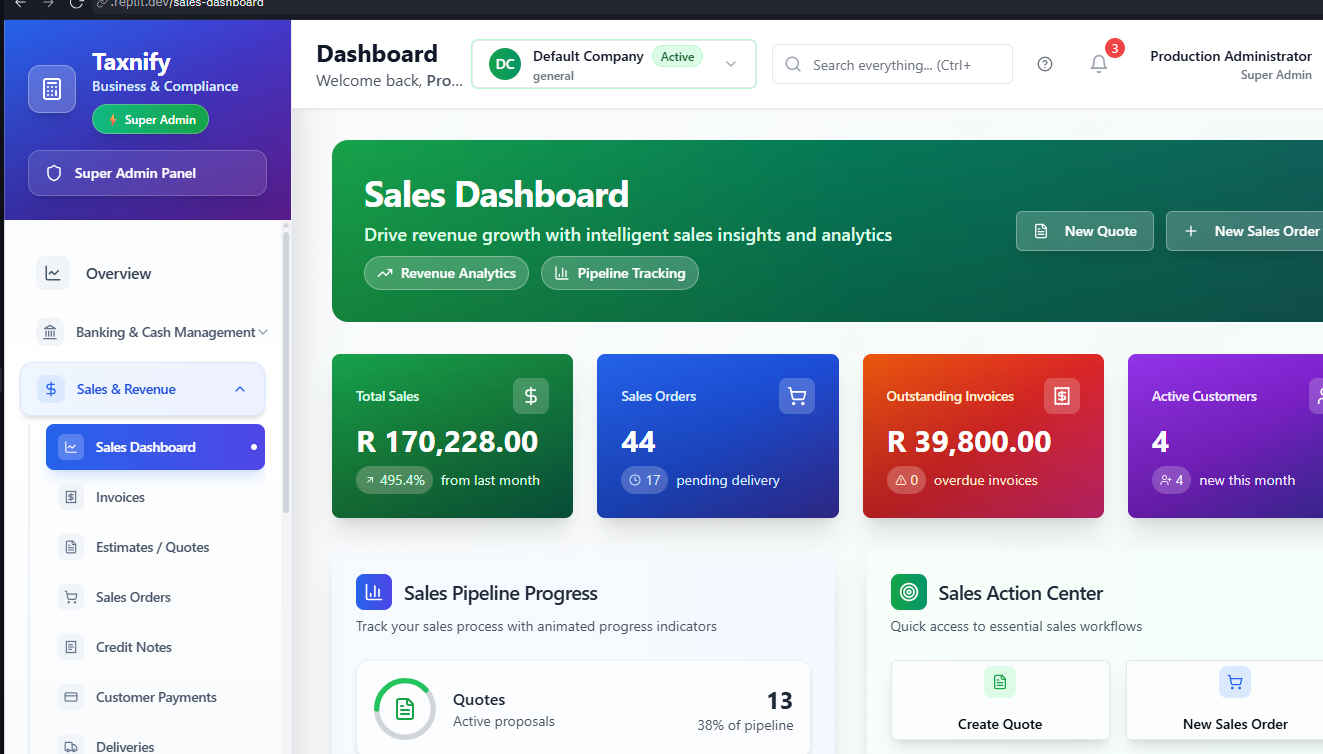 .replit.dev/sales-dashboard
Taxnify
Business & Compliance
Super Admin
Super Admin Panel
Overview
Banking & Cash Management
Sales & Revenue
Sales Dashboard
Invoices
Estimates / Quotes
Sales Orders
Credit Notes
Customer Payments
Deliveries
Dashboard
Welcome back, Pro...
DC
Default Company
Active
general
Search everything... (Ctrl+
3
Production Administrator
Super Admin
Sales Dashboard
Drive revenue growth with intelligent sales insights and analytics
Revenue Analytics
Pipeline Tracking
New Quote
New Sales Order
Total Sales
R 170,228.00
495.4% from last month
Sales Orders
44
17 pending delivery
Outstanding Invoices
R 39,800.00
0 overdue invoices
Active Customers
4
4 new this month
Sales Pipeline Progress
Track your sales process with animated progress indicators
Quotes
Active proposals
13
38% of pipeline
Sales Action Center
Quick access to essential sales workflows
Create Quote
New Sales Order